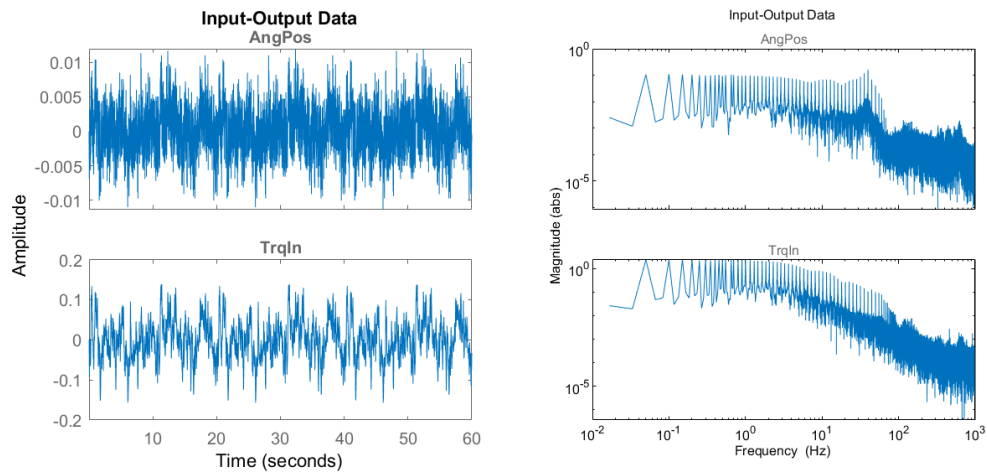 Input-Output Data
AngPos
0.01
0.005
0
-0.005
-0.01
TrqIn
0.2
0.1
0
-0.1
-0.2
10 20 30 40 50 60
Time (seconds)
Amplitude
Input-Output Data
AngPos
10^0
10^-5
TrqIn
10^0
10^-5
10^-2 10^-1 10^0 10^1 10^2 10^3
Frequency (Hz)
Magnitude (abs)